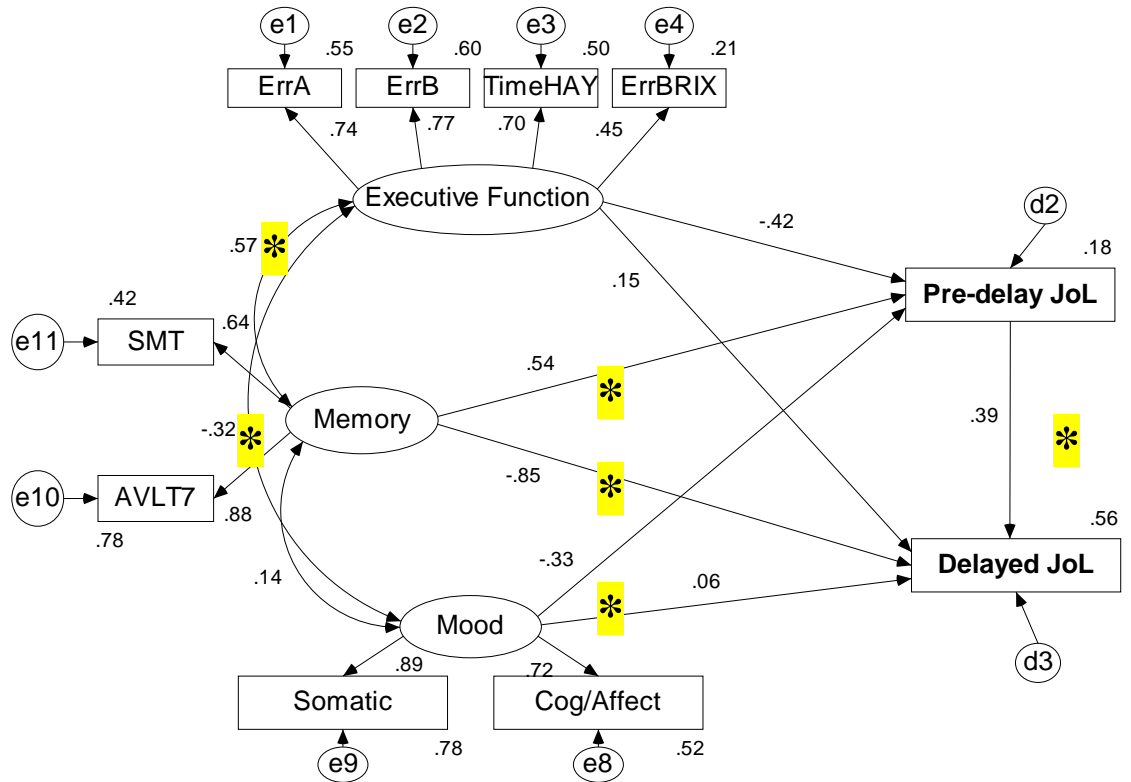 e1 e2 e3 e4
.55 .60 .50 .21
ErrA ErrB TimeHAY ErrBRIX
.74 .77 .70 .45
Executive Function
-.42
d2
.18
.57 *
.15
Pre-delay JoL
.42
.64
e11 SMT
.54
*
Memory
-.32 *
.39 *
-.85
*
e10 AVLT7
.88
.78
.56
-.33
Delayed JoL
.14
.06
*
Mood
d3
.89 .72
Somatic Cog/Affect
.78 .52
e9 e8